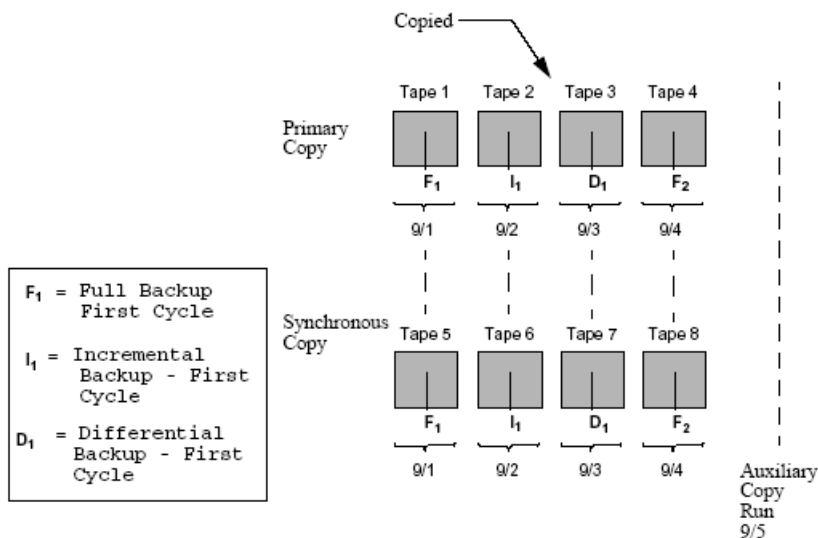 Copied
Tape 1 Tape 2 Tape 3 Tape 4
Primary
Copy
F1 I1 D1 F2
9/1 9/2 9/3 9/4
F1 = Full Backup
First Cycle
I1 = Incremental
Backup - First
Cycle
D1 = Differential
Backup - First
Cycle
Synchronous
Copy
Tape 5 Tape 6 Tape 7 Tape 8
F1 I1 D1 F2
9/1 9/2 9/3 9/4
Auxiliary
Copy
Run
9/5